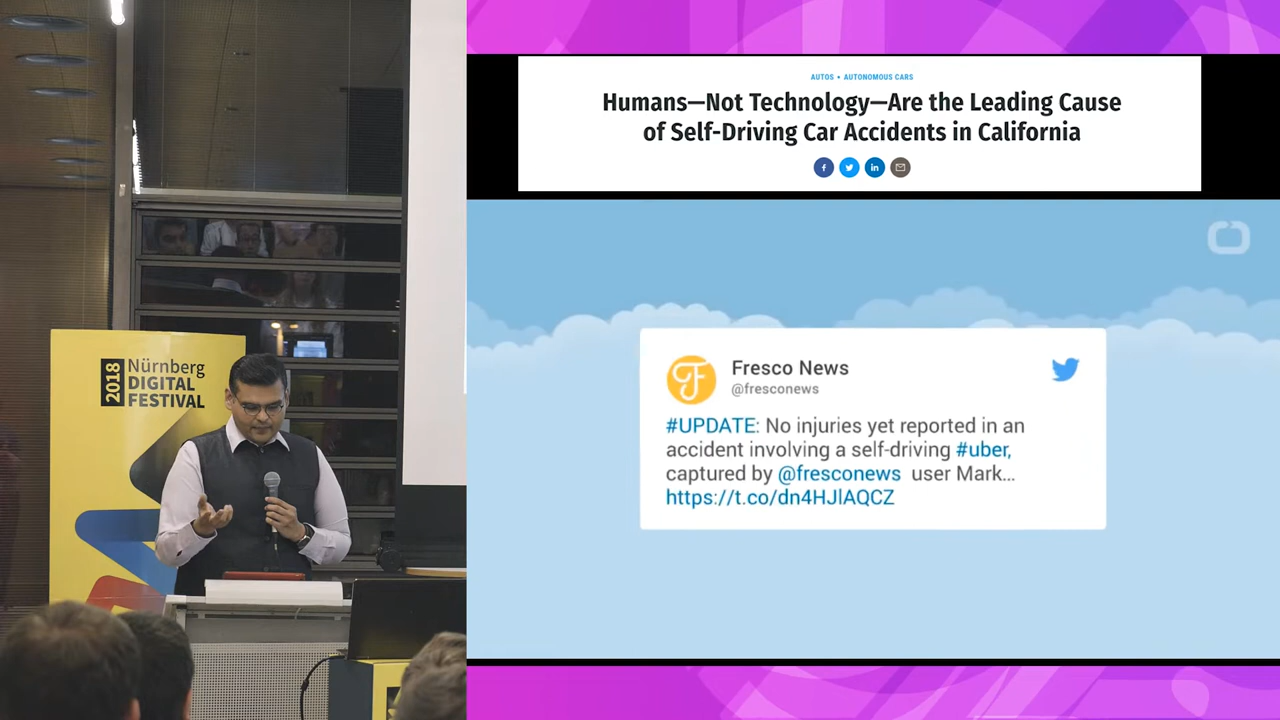 2018
Nürnberg
DIGITAL
FESTIVAL
AUTOS • AUTONOMOUS CARS
Humans—Not Technology—Are the Leading Cause
of Self-Driving Car Accidents in California
Fresco News
@fresconews
#UPDATE: No injuries yet reported in an
accident involving a self-driving #uber,
captured by @fresconews user Mark...
https://t.co/dn4HJlAQCZ